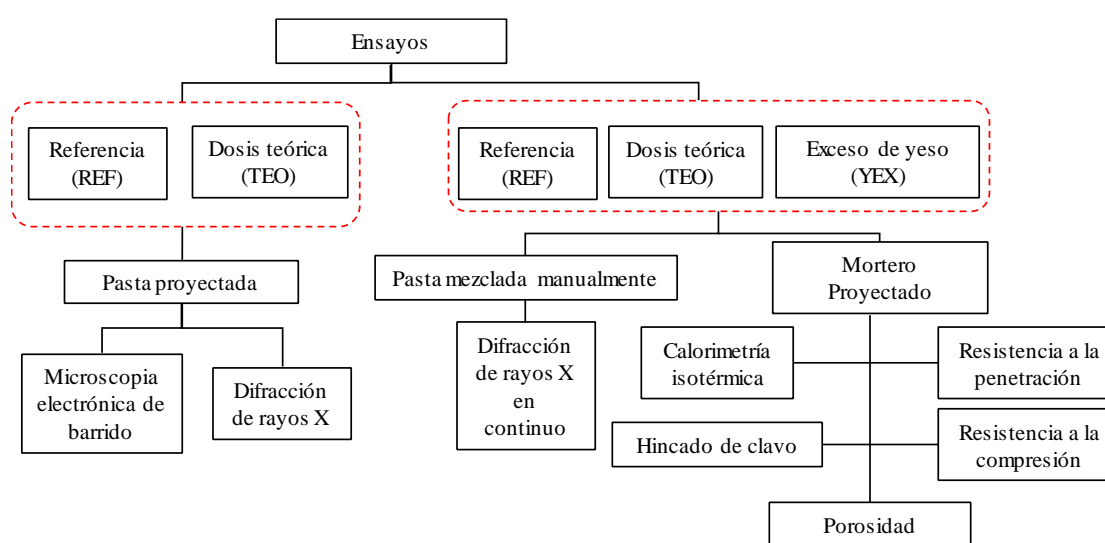 Ensayos
Referencia
(REF)
Dosis teórica
(TEO)
Referencia
(REF)
Dosis teórica
(TEO)
Exceso de yeso
(YEX)
Pasta proyectada
Pasta mezclada manualmente
Mortero
Proyectado
Microscopia
electrónica de
barrido
Difracción
de rayos X
Difracción
de rayos X
en
continuo
Calorimetría
isotérmica
Resistencia a la
penetración
Hincado de clavo
Resistencia a la
compresión
Porosidad